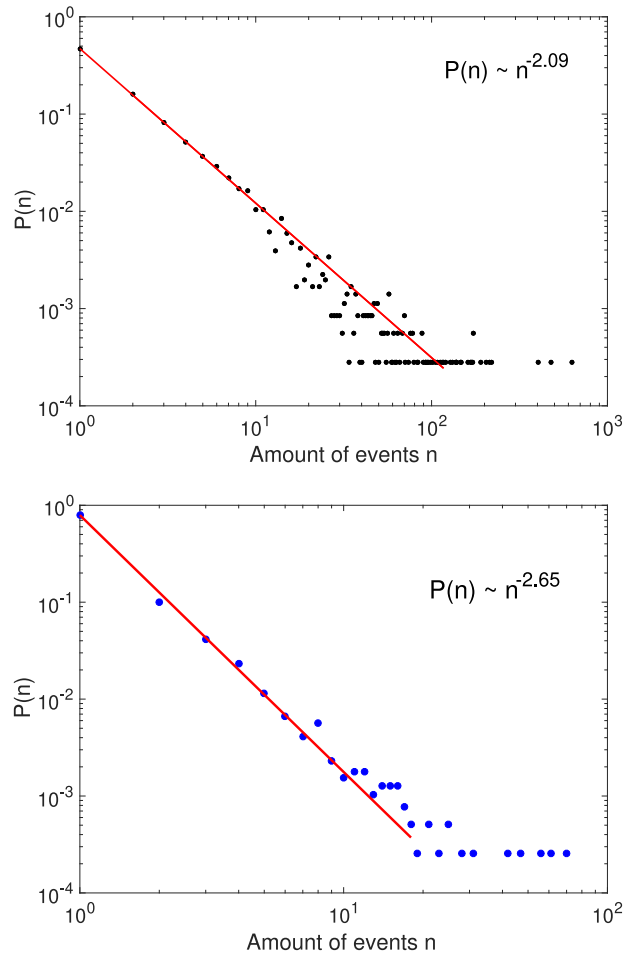 10^0
P(n) ~ n^-2.09
10^-1
10^-2
P(n)
10^-3
10^-4
10^0 10^1 10^2 10^3
Amount of events n
10^0
P(n) ~ n^-2.65
10^-1
10^-2
P(n)
10^-3
10^-4
10^0 10^1 10^2
Amount of events n